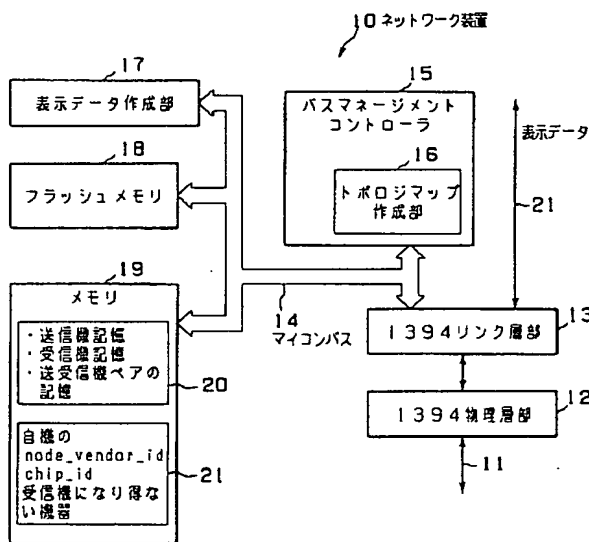 10 ネットワーク装置
17
表示データ作成部
18
フラッシュメモリ
19
メモリ
・送信機記憶
・受信機記憶
・送受信機ペアの
記憶
20
自機の
node_vendor_id
chip_id
受信機になり得な
い機器
21
15
バスマネージメント
コントローラ
16
トポロジマップ
作成部
表示データ
21
14
マイコンバス
13
1394リンク層部
12
1394物理層部
11